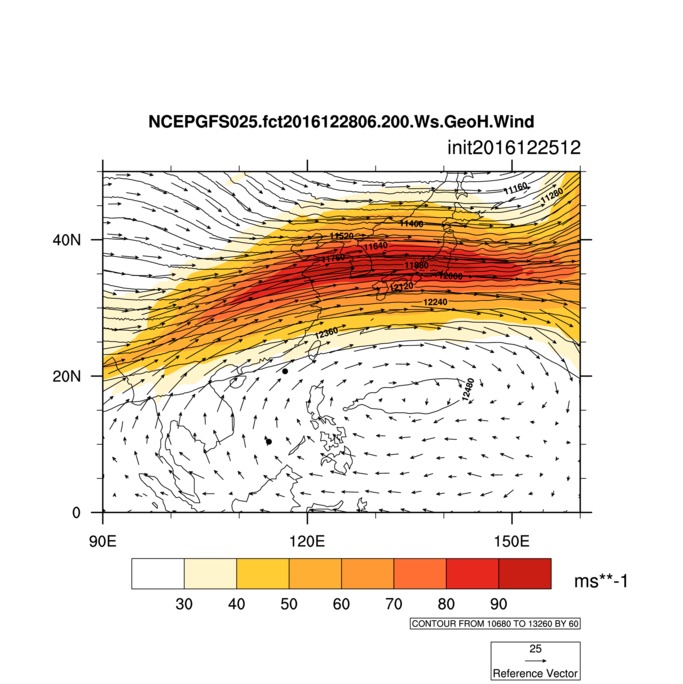 NCEPGFS025.fct2016122806.200.Ws.GeoH.Wind
init2016122512
11160
11280
11400
11520
11640
11760
11880
12000
12120
12240
12360
12480
40N
20N
0
90E 120E 150E
30 40 50 60 70 80 90
ms**-1
CONTOUR FROM 10680 TO 13260 BY 60
25
Reference Vector